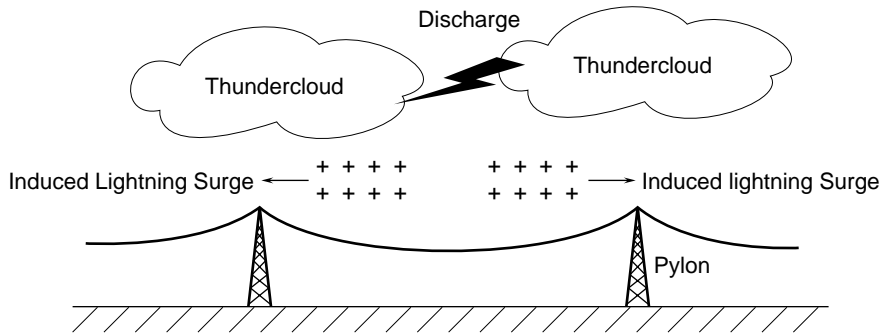 Discharge
Thundercloud
Thundercloud
+ + + +
+ + + +
+ + + +
+ + + +
Induced Lightning Surge
Induced lightning Surge
Pylon